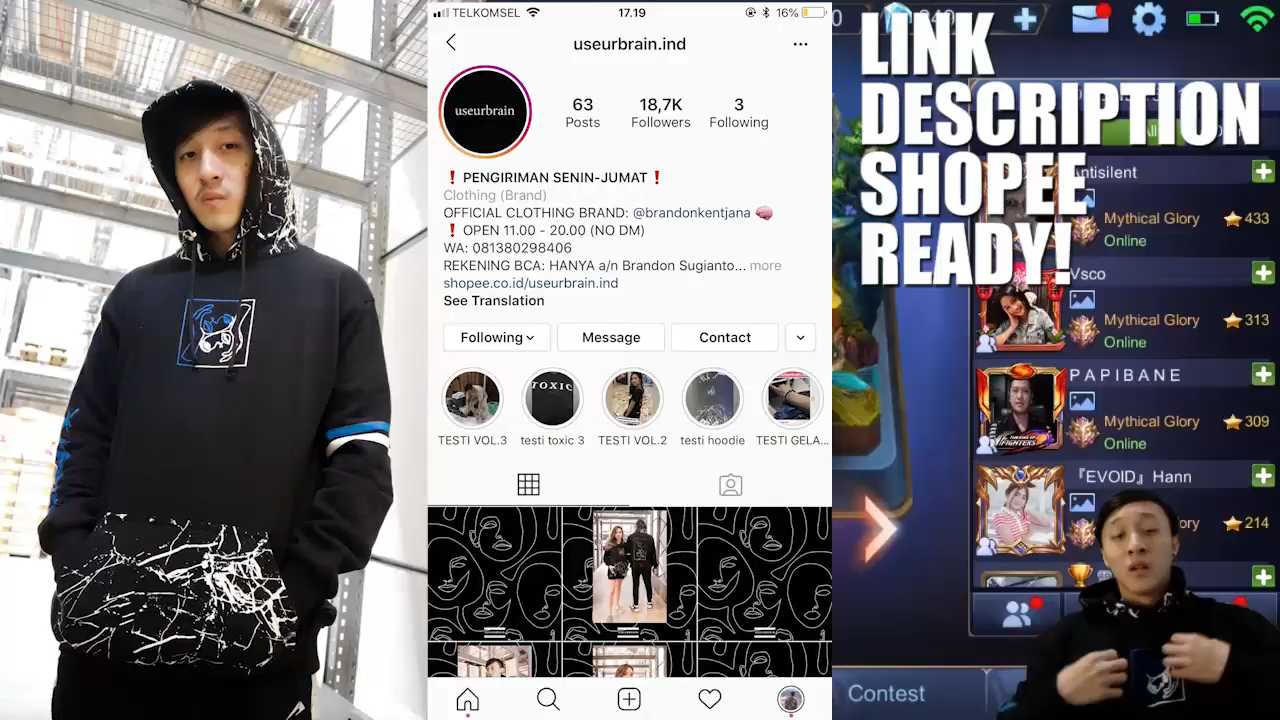 TELKOMSEL
17.19
16%
useurbrain.ind
useurbrain
63
Posts
18,7K
Followers
3
Following
❗ PENGIRIMAN SENIN-JUMAT ❗
Clothing (Brand)
OFFICIAL CLOTHING BRAND: @brandonkentjana 🧠
❗ OPEN 11.00 - 20.00 (NO DM)
WA: 081380298406
REKENING BCA: HANYA a/n Brandon Sugianto... more
shopee.co.id/useurbrain.ind
See Translation
Following
Message
Contact
TOXIC
TESTI VOL.3
testi toxic 3
TESTI VOL.2
testi hoodie
TESTI GELA...
LINK
DESCRIPTION
SHOPEE
READY!
All
Antisilent
Mythical Glory
433
Online
Vsco
Mythical Glory
313
Online
P A P I B A N E
Mythical Glory
309
Online
FIGHTERS
『EVOID』Hann
ory
214
Contest